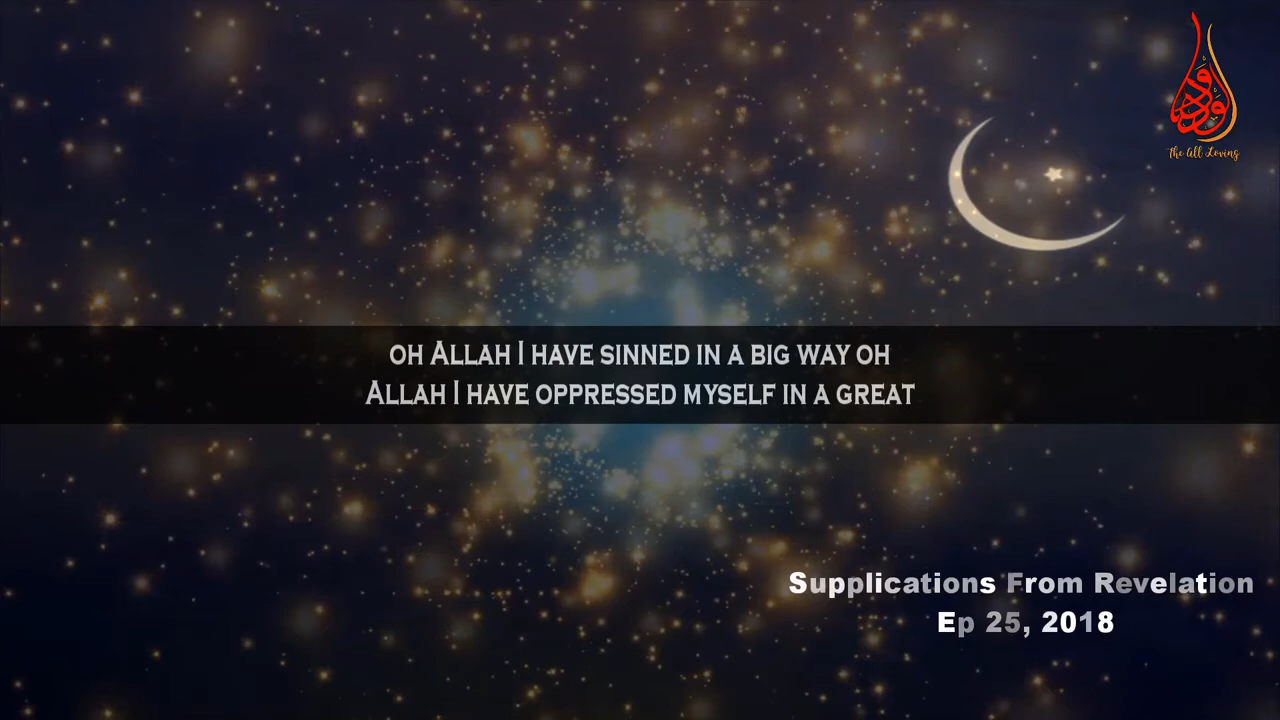 الودود
The All Loving
OH ALLAH I HAVE SINNED IN A BIG WAY OH
ALLAH I HAVE OPPRESSED MYSELF IN A GREAT
Supplications From Revelation
Ep 25, 2018